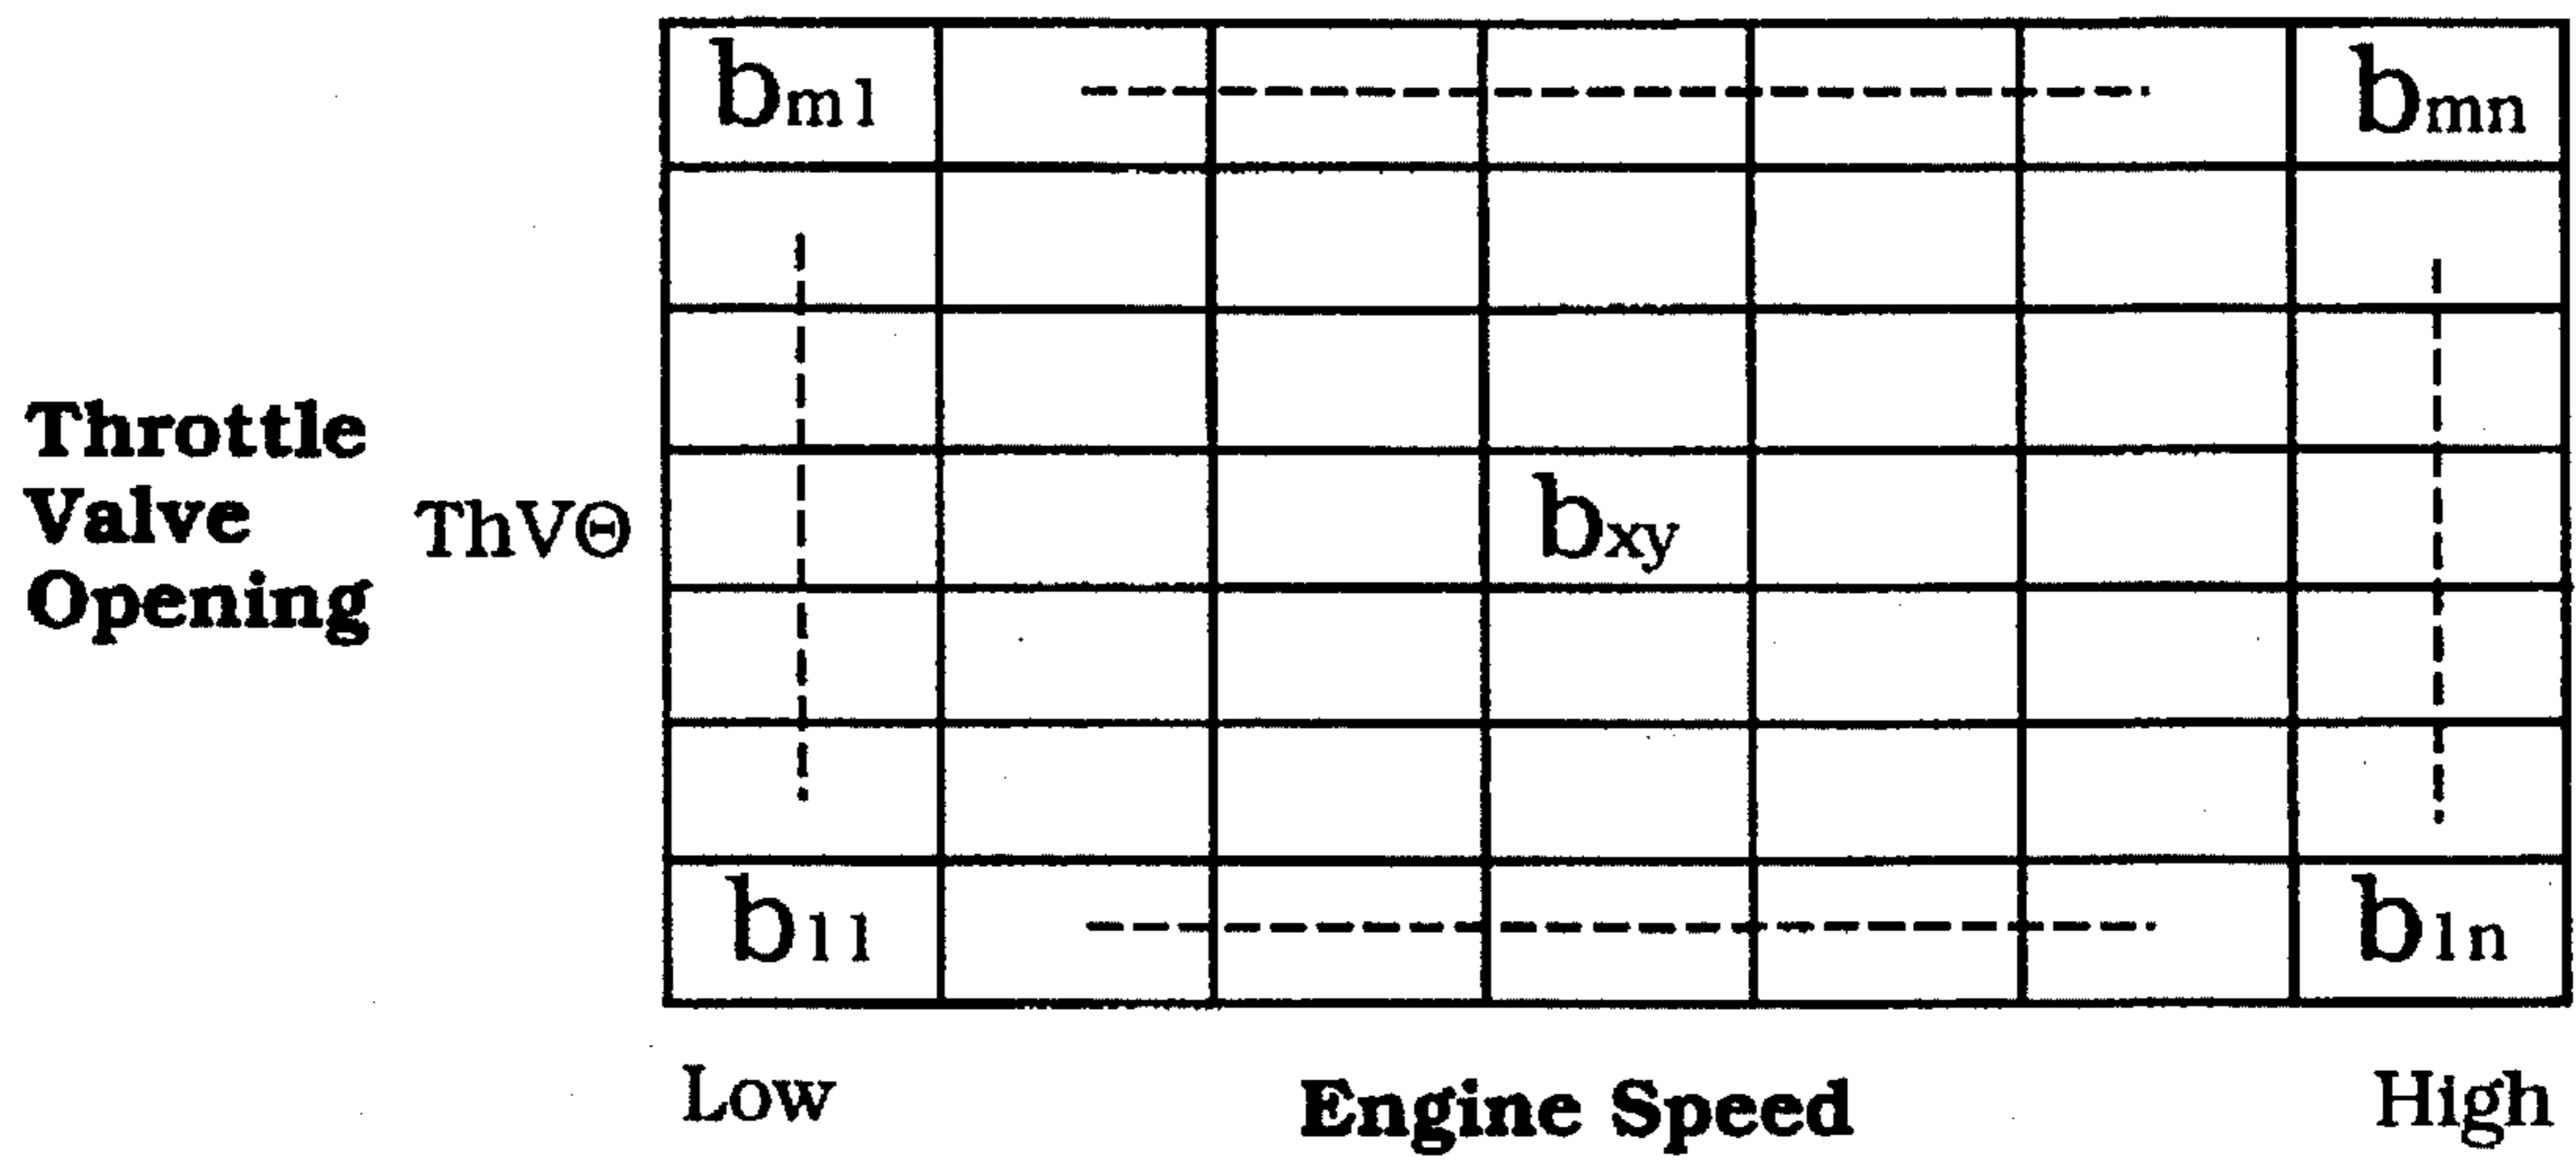 bm1 bmn
Throttle
Valve
Opening
ThVΘ
bxy
b11 b1n
Low Engine Speed High